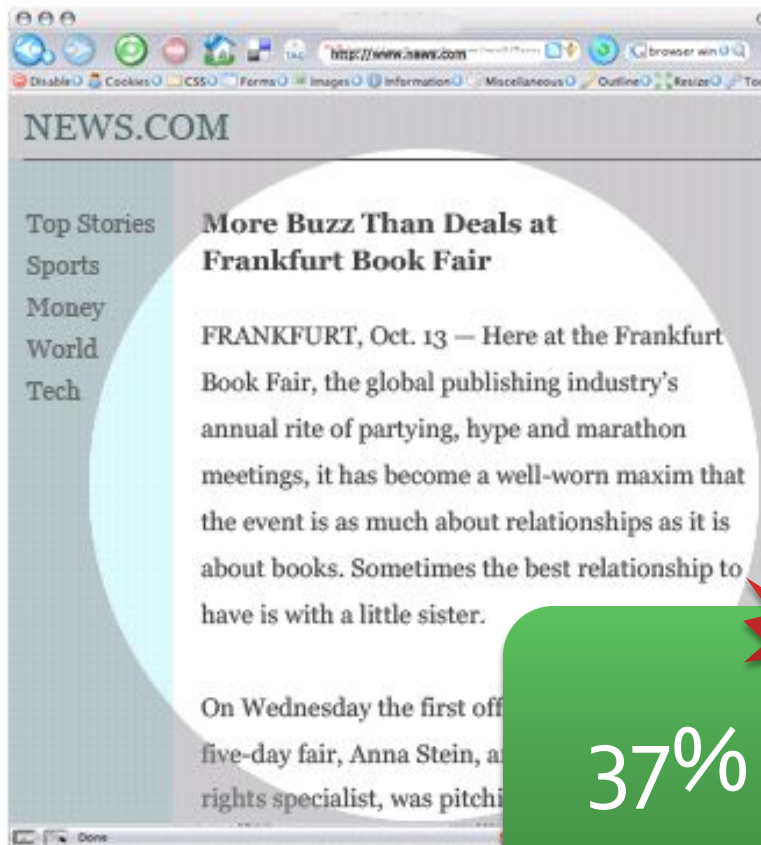 http://www.news.com
browser win
Disable Cookies CSS Forms Images Information Miscellaneous Outline Resize
NEWS.COM
Top Stories
Sports
Money
World
Tech
More Buzz Than Deals at
Frankfurt Book Fair
FRANKFURT, Oct. 13 — Here at the Frankfurt
Book Fair, the global publishing industry’s
annual rite of partying, hype and marathon
meetings, it has become a well-worn maxim that
the event is as much about relationships as it is
about books. Sometimes the best relationship to
have is with a little sister.
On Wednesday the first off
five-day fair, Anna Stein, a
rights specialist, was pitchi
37%
Done